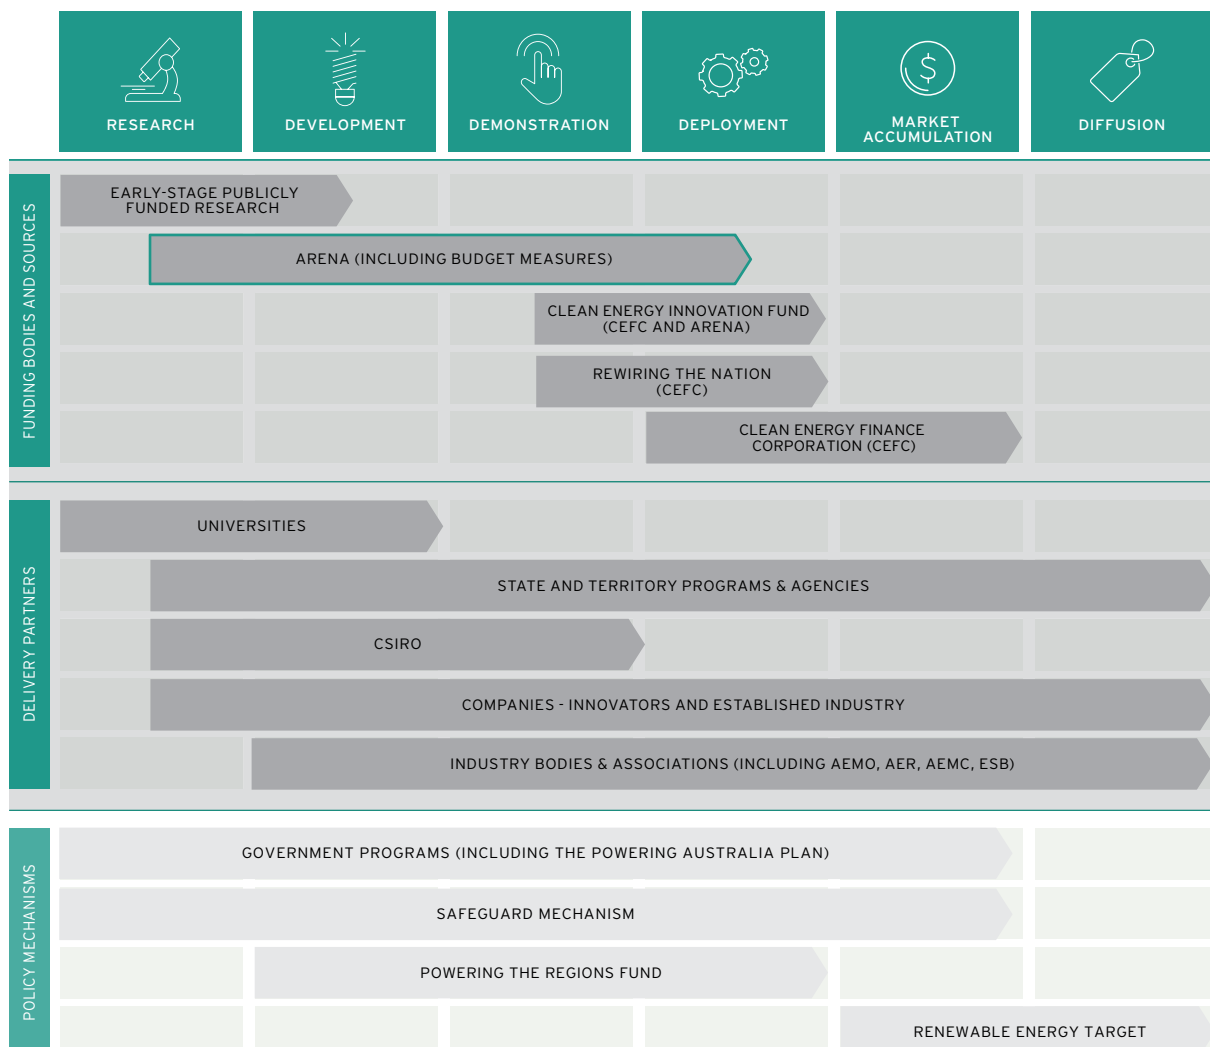 RESEARCH
DEVELOPMENT
DEMONSTRATION
DEPLOYMENT
MARKET
ACCUMULATION
DIFFUSION
FUNDING BODIES AND SOURCES
EARLY-STAGE PUBLICLY
FUNDED RESEARCH
ARENA (INCLUDING BUDGET MEASURES)
CLEAN ENERGY INNOVATION FUND
(CEFC AND ARENA)
REWIRING THE NATION
(CEFC)
CLEAN ENERGY FINANCE
CORPORATION (CEFC)
DELIVERY PARTNERS
UNIVERSITIES
STATE AND TERRITORY PROGRAMS & AGENCIES
CSIRO
COMPANIES - INNOVATORS AND ESTABLISHED INDUSTRY
INDUSTRY BODIES & ASSOCIATIONS (INCLUDING AEMO, AER, AEMC, ESB)
POLICY MECHANISMS
GOVERNMENT PROGRAMS (INCLUDING THE POWERING AUSTRALIA PLAN)
SAFEGUARD MECHANISM
POWERING THE REGIONS FUND
RENEWABLE ENERGY TARGET